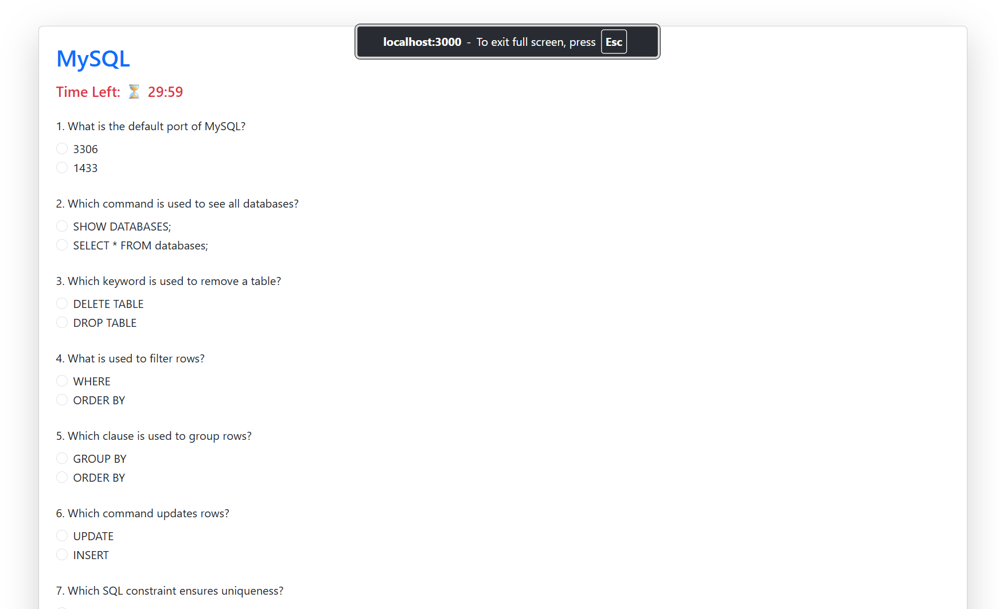 localhost:3000 - To exit full screen, press Esc
MySQL
Time Left: ⏳ 29:59
1. What is the default port of MySQL?
3306
1433
2. Which command is used to see all databases?
SHOW DATABASES;
SELECT * FROM databases;
3. Which keyword is used to remove a table?
DELETE TABLE
DROP TABLE
4. What is used to filter rows?
WHERE
ORDER BY
5. Which clause is used to group rows?
GROUP BY
ORDER BY
6. Which command updates rows?
UPDATE
INSERT
7. Which SQL constraint ensures uniqueness?